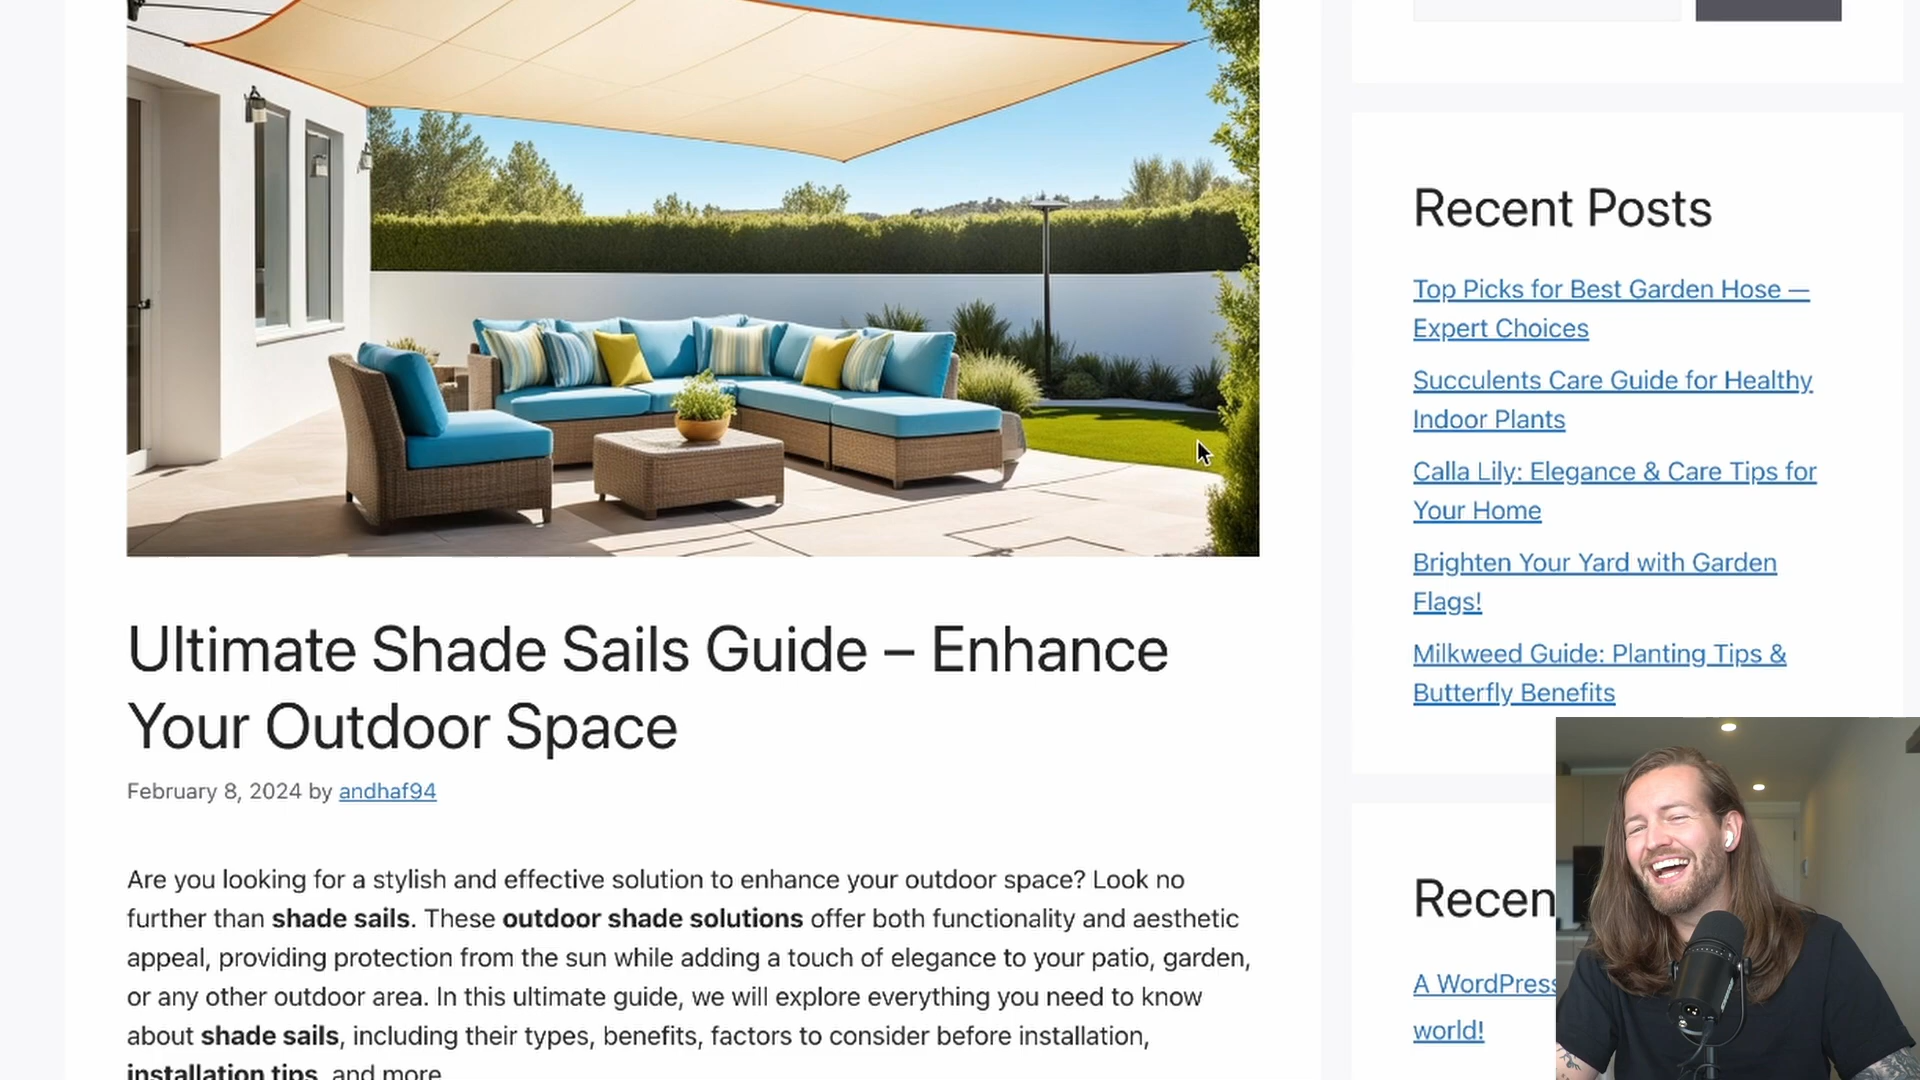 Ultimate Shade Sails Guide – Enhance
Your Outdoor Space
February 8, 2024 by andhaf94
Are you looking for a stylish and effective solution to enhance your outdoor space? Look no
further than shade sails. These outdoor shade solutions offer both functionality and aesthetic
appeal, providing protection from the sun while adding a touch of elegance to your patio, garden,
or any other outdoor area. In this ultimate guide, we will explore everything you need to know
about shade sails, including their types, benefits, factors to consider before installation,
installation tips, and more.
Recent Posts
Top Picks for Best Garden Hose —
Expert Choices
Succulents Care Guide for Healthy
Indoor Plants
Calla Lily: Elegance & Care Tips for
Your Home
Brighten Your Yard with Garden
Flags!
Milkweed Guide: Planting Tips &
Butterfly Benefits
Recen
A WordPress
world!